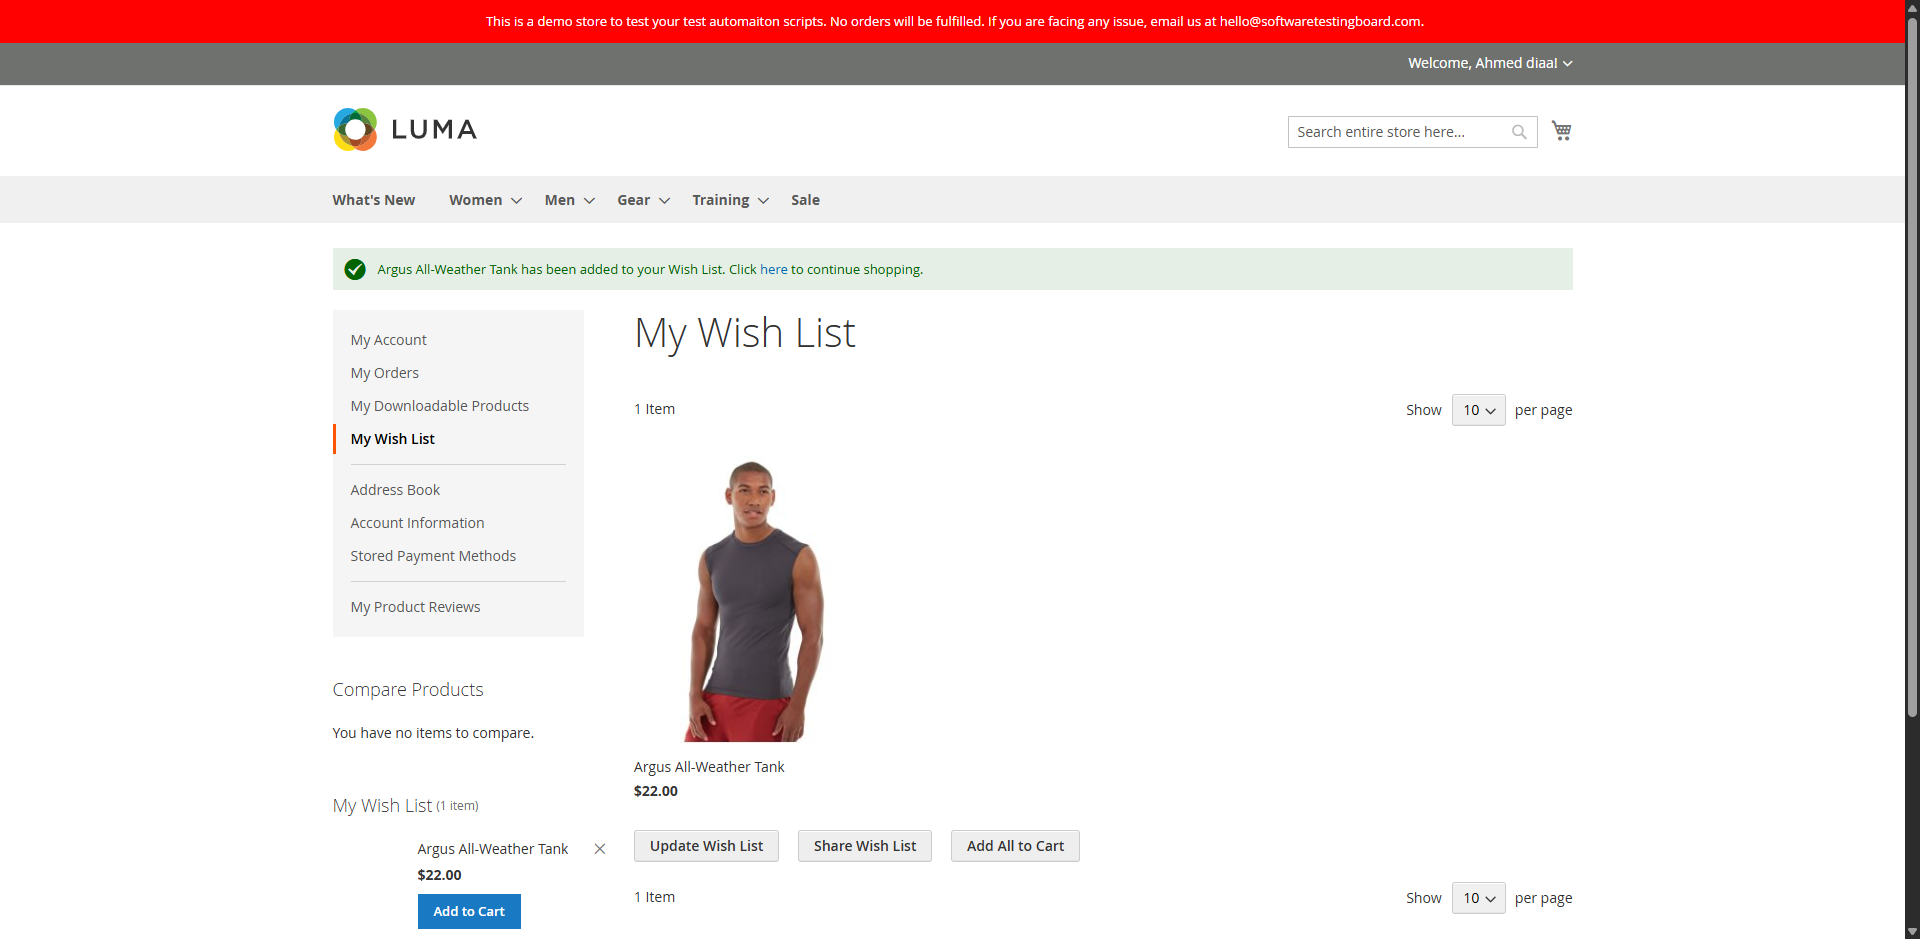 This is a demo store to test your test automaiton scripts. No orders will be fulfilled. If you are facing any issue, email us at hello@softwaretestingboard.com.
Welcome, Ahmed diaa!
LUMA
Search entire store here...
What's New Women Men Gear Training Sale
Argus All-Weather Tank has been added to your Wish List. Click here to continue shopping.
My Account
My Orders
My Downloadable Products
My Wish List
Address Book
Account Information
Stored Payment Methods
My Product Reviews
Compare Products
You have no items to compare.
My Wish List (1 item)
Argus All-Weather Tank
$22.00
Add to Cart
My Wish List
1 Item
Show 10 per page
Argus All-Weather Tank
$22.00
Update Wish List Share Wish List Add All to Cart
1 Item
Show 10 per page